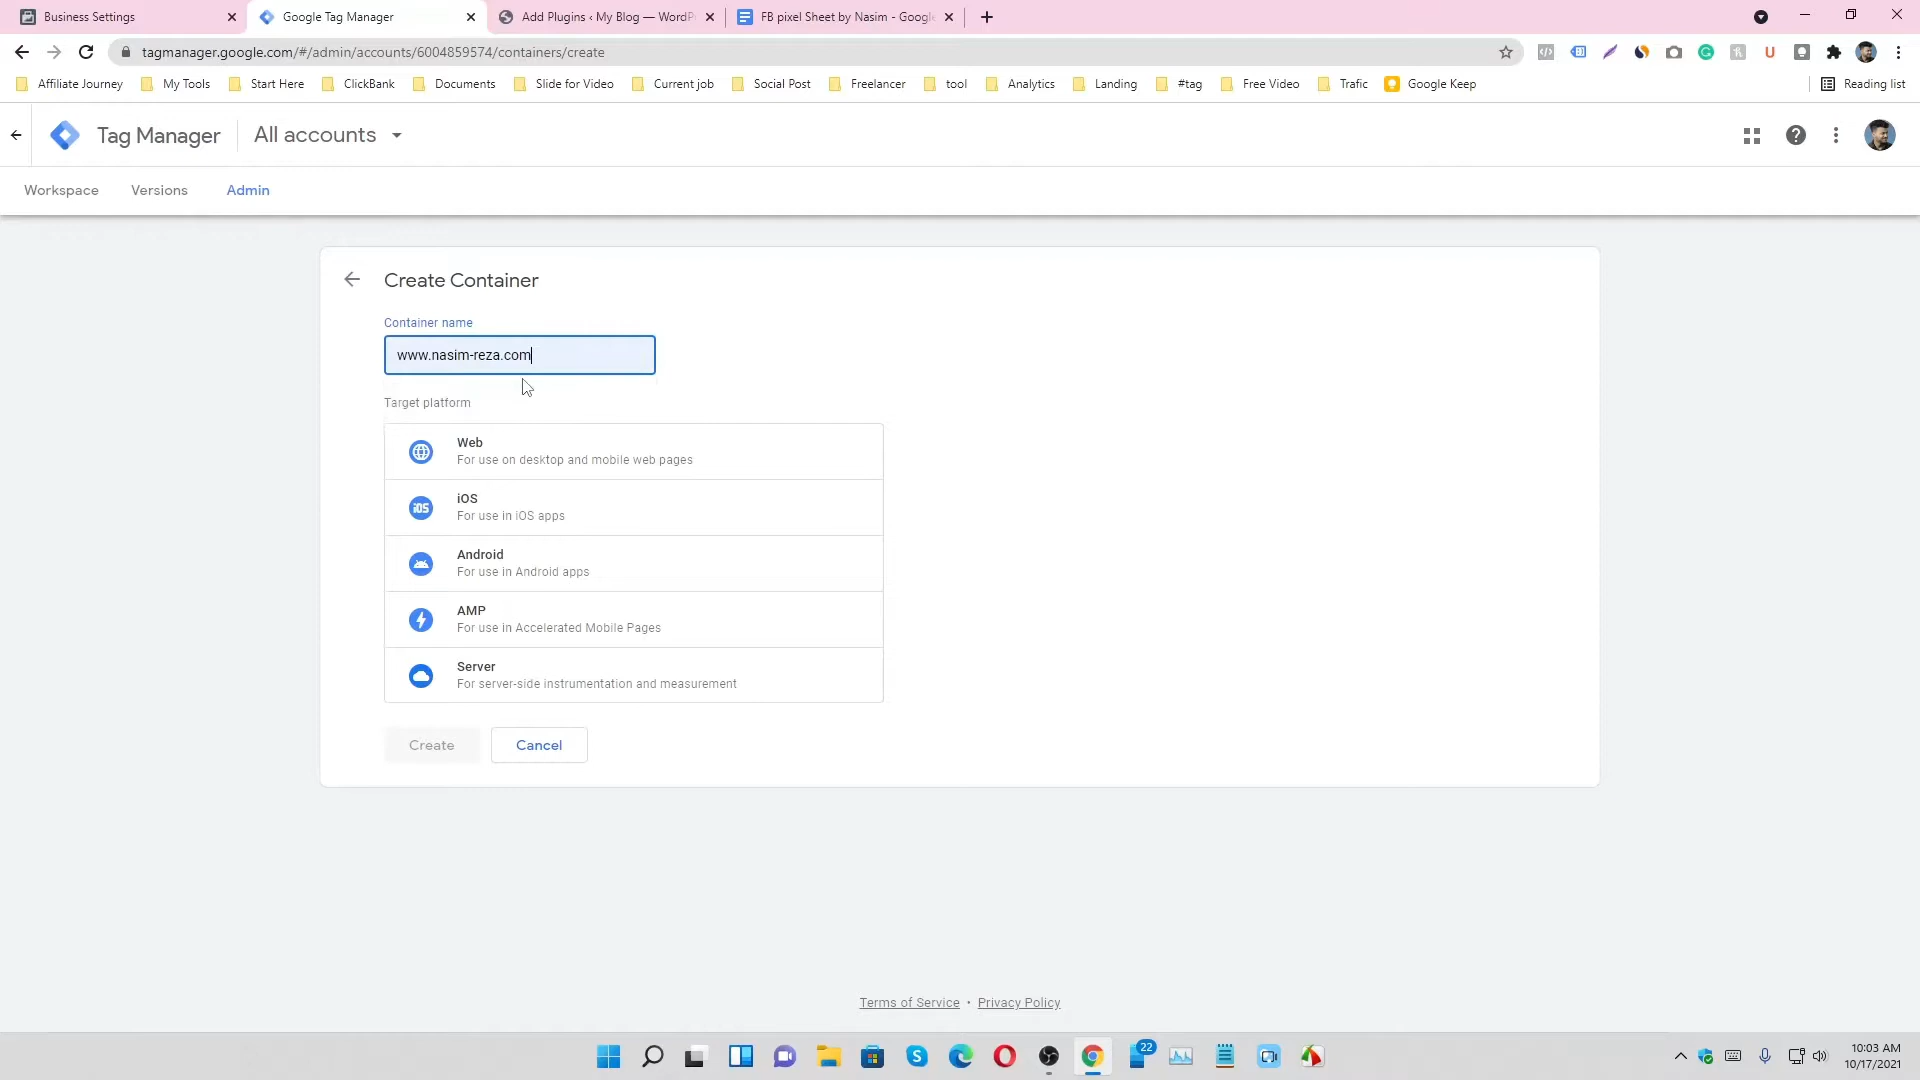 Business Settings
Google Tag Manager
Add Plugins ‹ My Blog — WordP
FB pixel Sheet by Nasim - Google
tagmanager.google.com/#/admin/accounts/6004859574/containers/create
Affiliate Journey
My Tools
Start Here
ClickBank
Documents
Slide for Video
Current job
Social Post
Freelancer
tool
Analytics
Landing
#tag
Free Video
Trafic
Google Keep
Reading list
Tag Manager
All accounts
Workspace
Versions
Admin
Create Container
Container name
www.nasim-reza.com
Target platform
Web
For use on desktop and mobile web pages
iOS
iOS
For use in iOS apps
Android
For use in Android apps
AMP
For use in Accelerated Mobile Pages
Server
For server-side instrumentation and measurement
Create
Cancel
Terms of Service • Privacy Policy
22
10:03 AM
10/17/2021